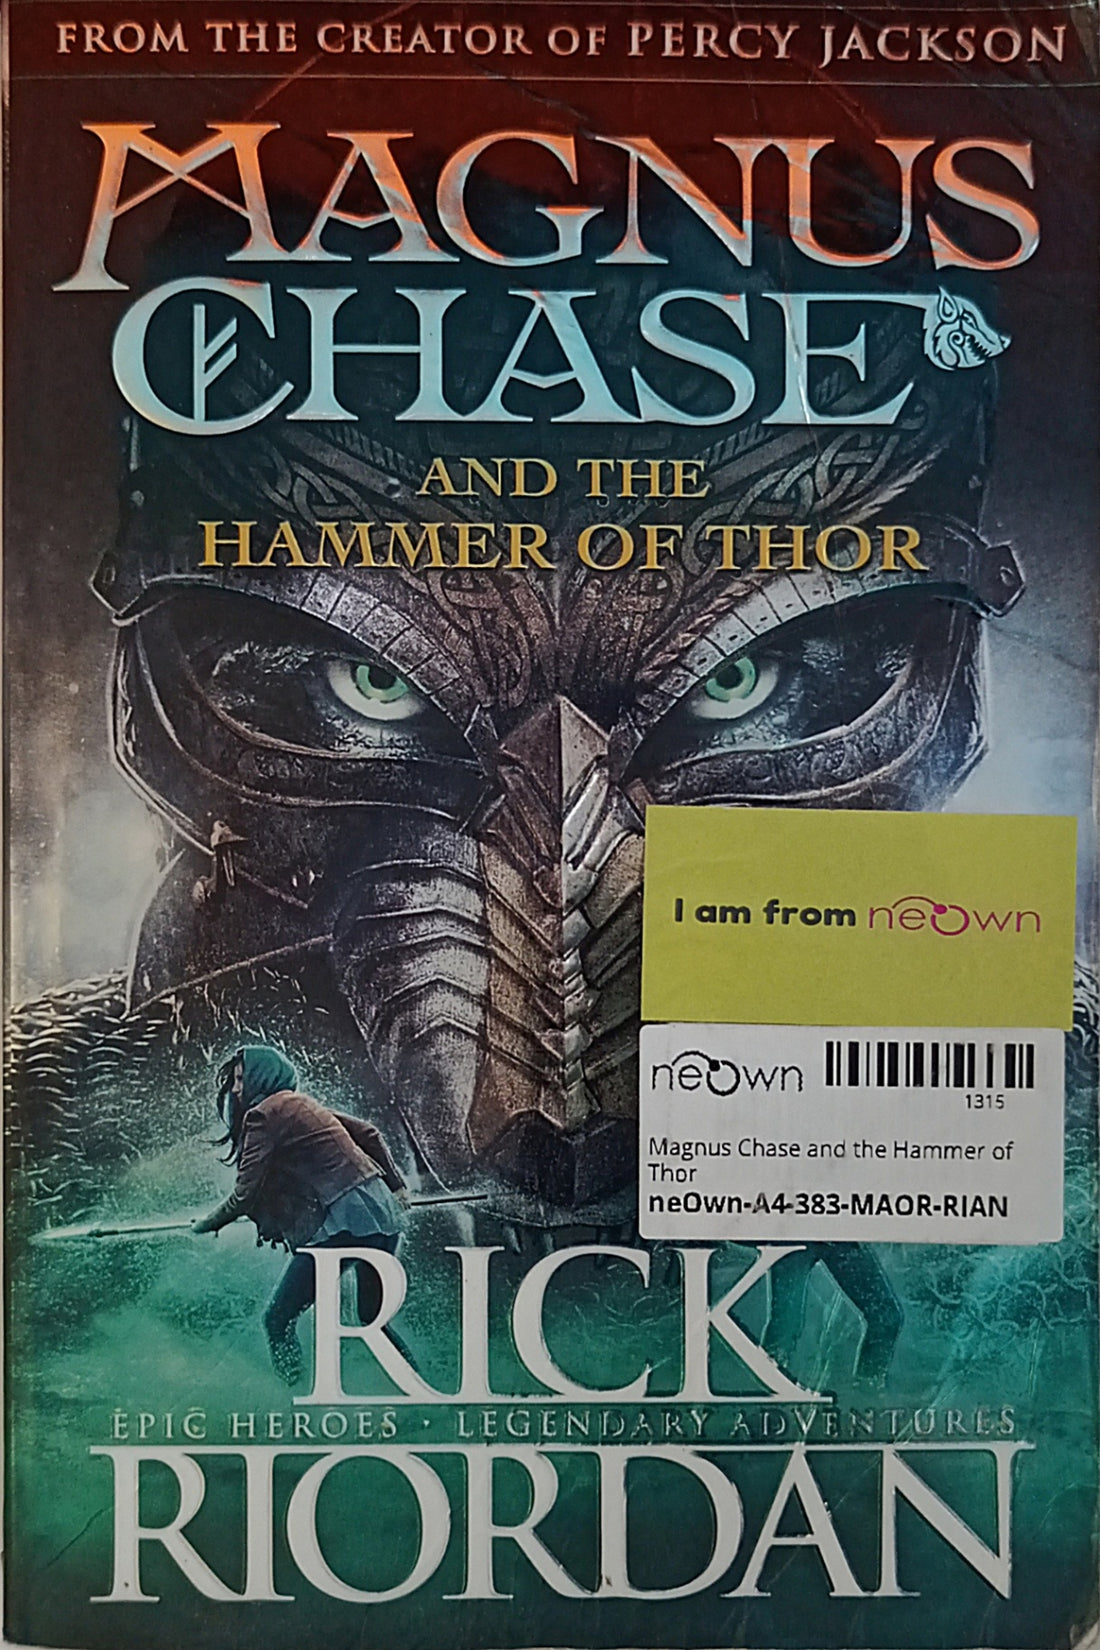 FROM THE CREATOR OF PERCY JACKSON
MAGNUS
CHASE
AND THE
HAMMER OF THOR
I am from neOwn
neOwn
1315
Magnus Chase and the Hammer of
Thor
neOwn-A4-383-MAOR-RIAN
RICK
EPIC HEROES · LEGENDARY ADVENTURES
RIORDAN